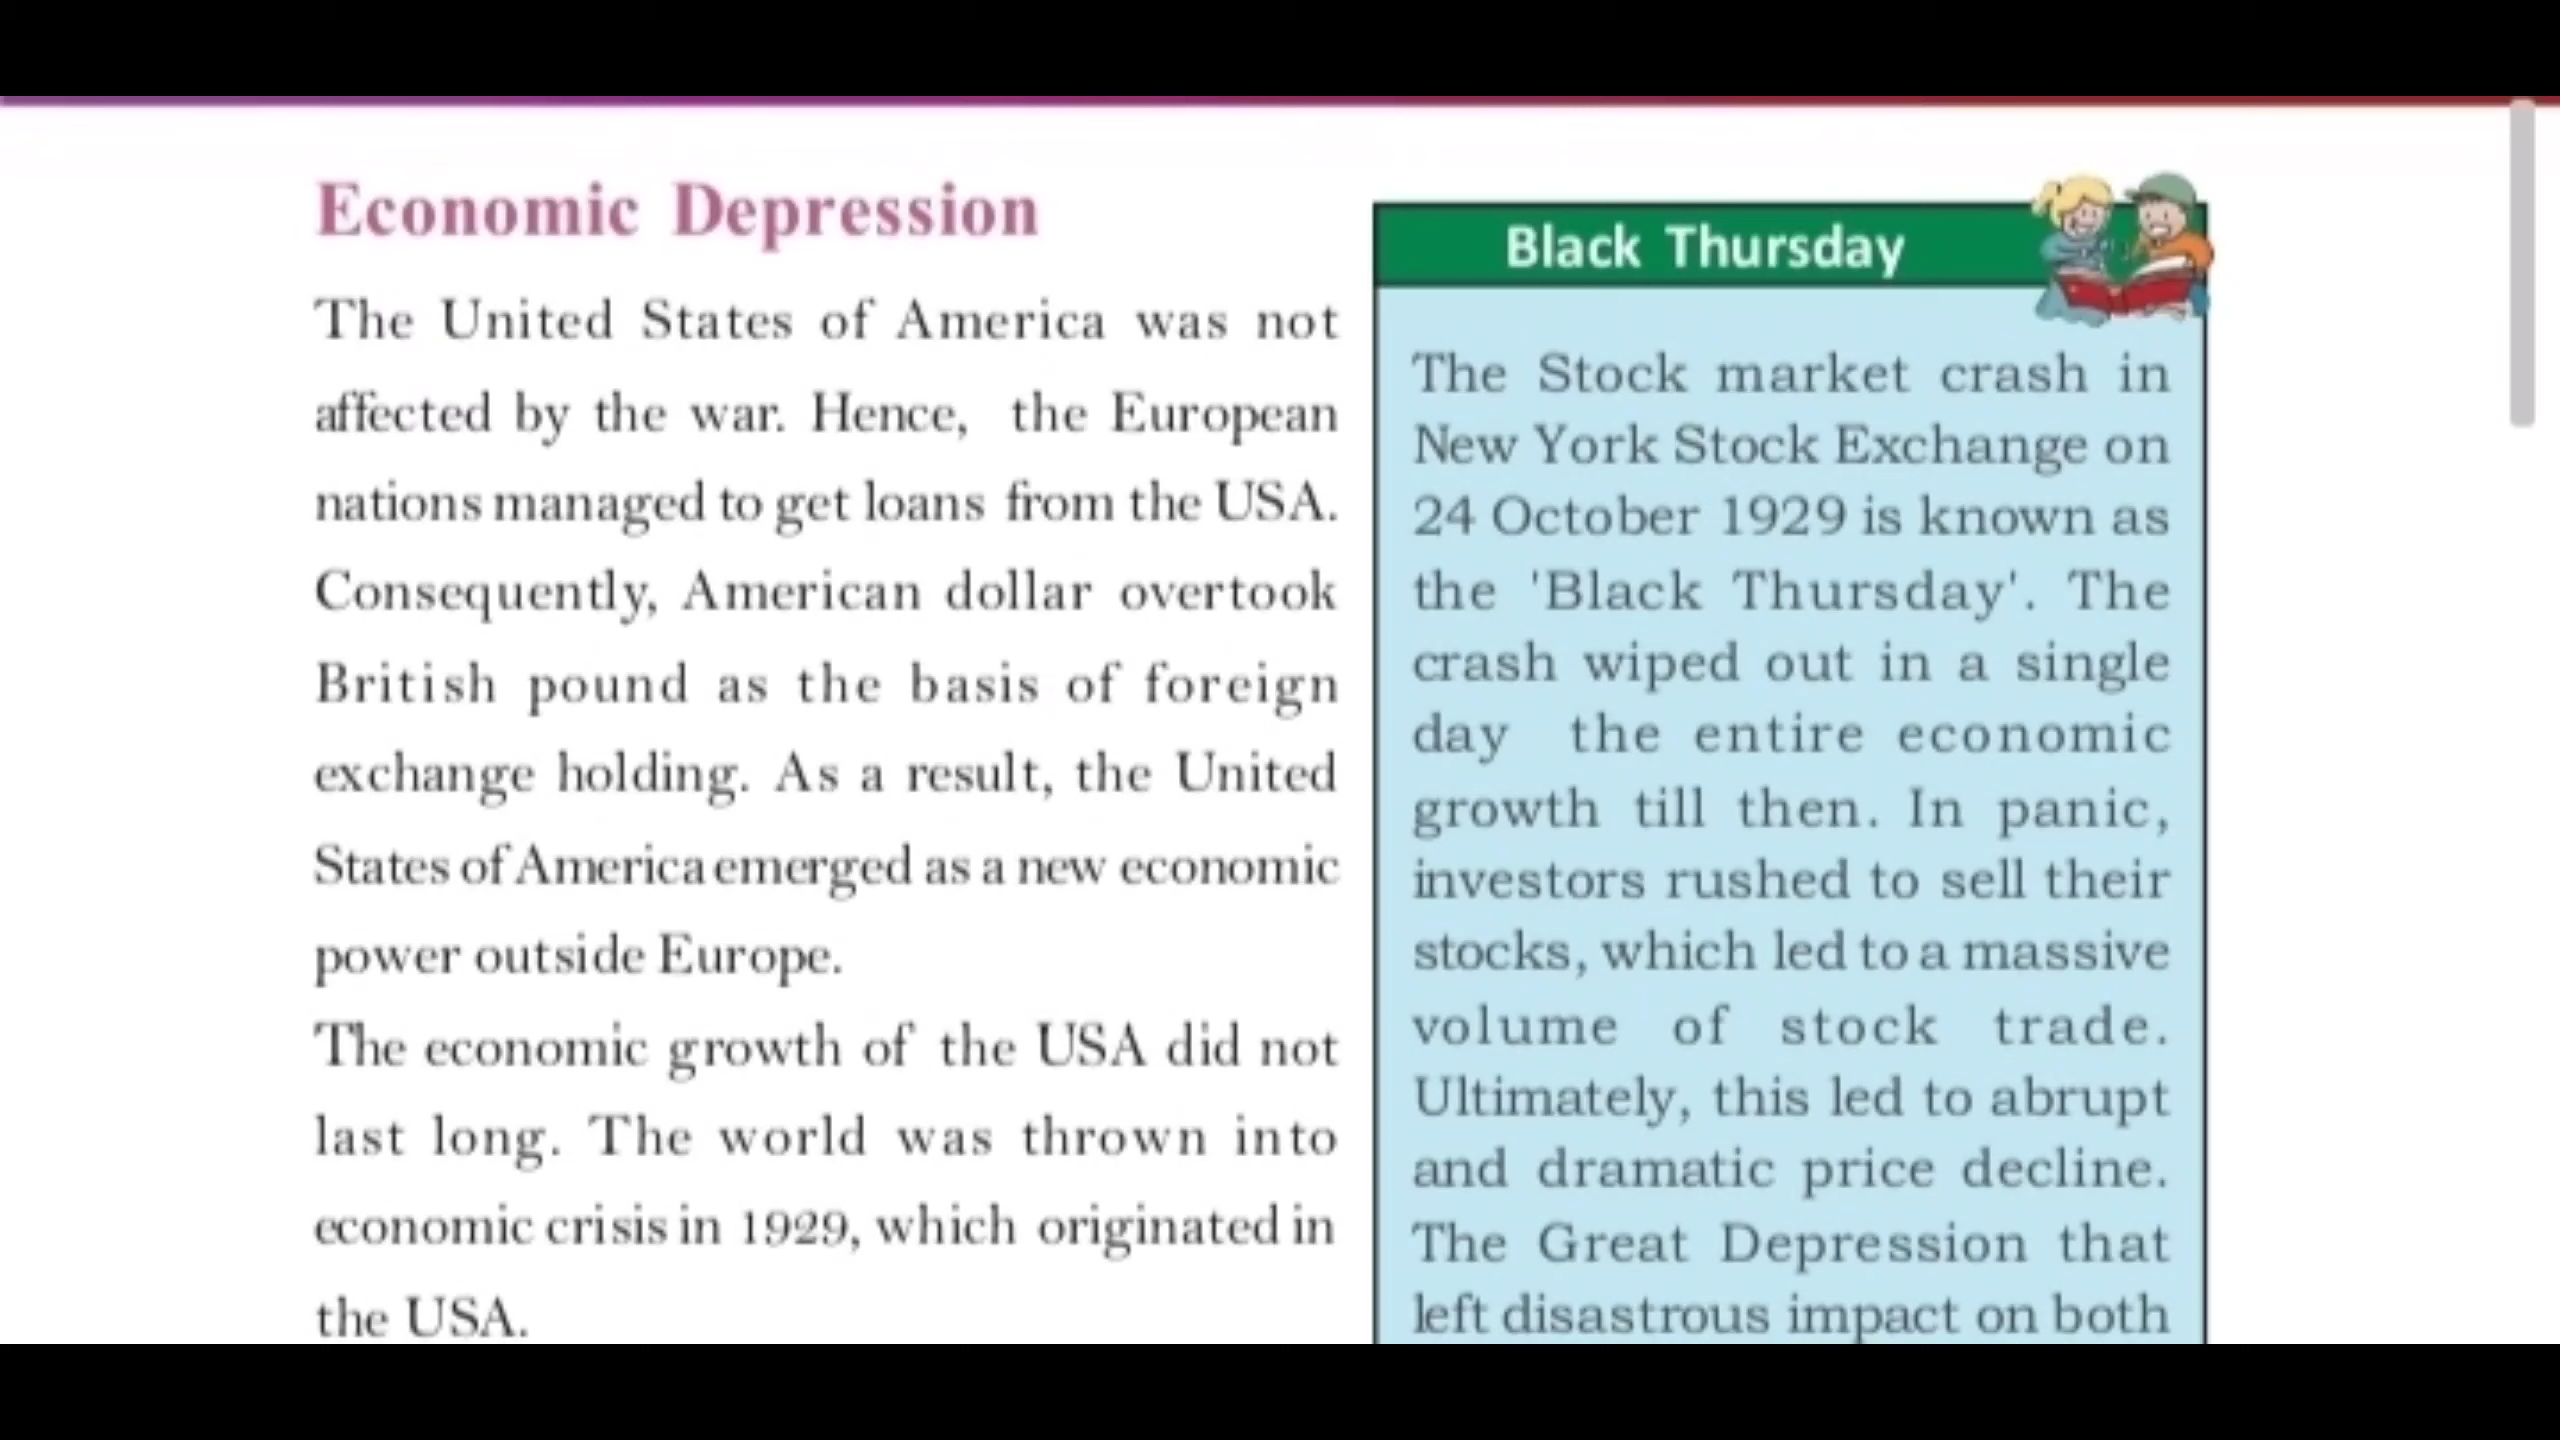 Economic Depression
The United States of America was not
affected by the war. Hence, the European
nations managed to get loans from the USA.
Consequently, American dollar overtook
British pound as the basis of foreign
exchange holding. As a result, the United
States of America emerged as a new economic
power outside Europe.
The economic growth of the USA did not
last long. The world was thrown into
economic crisis in 1929, which originated in
the USA.
Black Thursday
The Stock market crash in
New York Stock Exchange on
24 October 1929 is known as
the 'Black Thursday'. The
crash wiped out in a single
day the entire economic
growth till then. In panic,
investors rushed to sell their
stocks, which led to a massive
volume of stock trade.
Ultimately, this led to abrupt
and dramatic price decline.
The Great Depression that
left disastrous impact on both